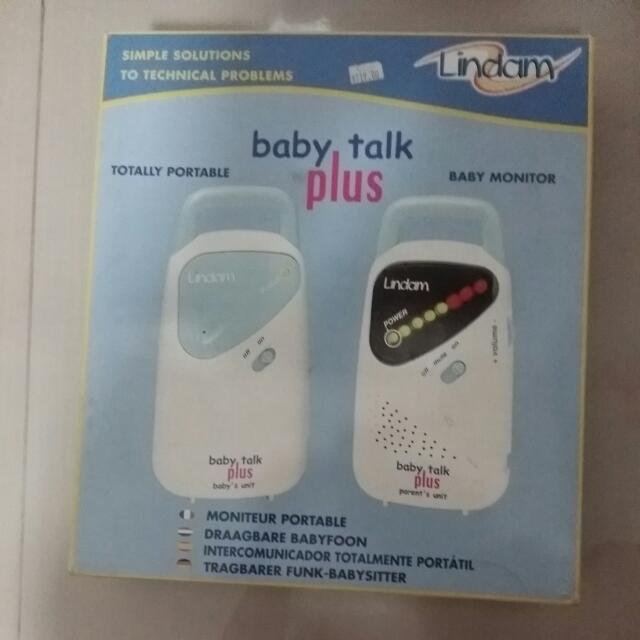 SIMPLE SOLUTIONS
TO TECHNICAL PROBLEMS
Lindam
baby talk
plus
TOTALLY PORTABLE
BABY MONITOR
Lindam
off on
baby talk
plus
baby's unit
Lindam
POWER
off mute on
+ volume -
baby talk
plus
parent's unit
MONITEUR PORTABLE
DRAAGBARE BABYFOON
INTERCOMUNICADOR TOTALMENTE PORTÁTIL
TRAGBARER FUNK-BABYSITTER